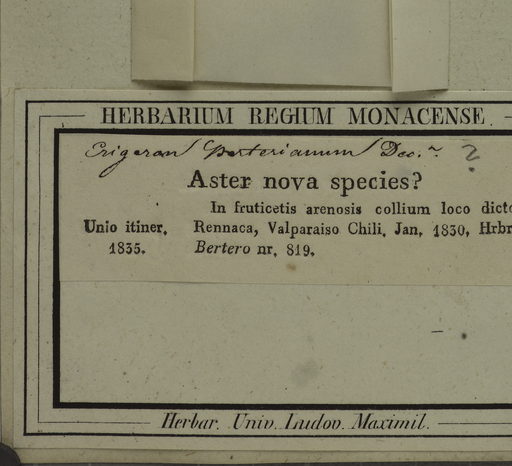 HERBARIUM REGIUM MONACENSE.
Erigeron Berterianum Dec.n ?
Aster nova species?
In fruticetis arenosis collium loco dicto
Unio itiner. Rennaca, Valparaiso Chili, Jan. 1830, Hrbr
1835. Bertero nr. 819.
Herbar. Univ. Ludov. Maximil.